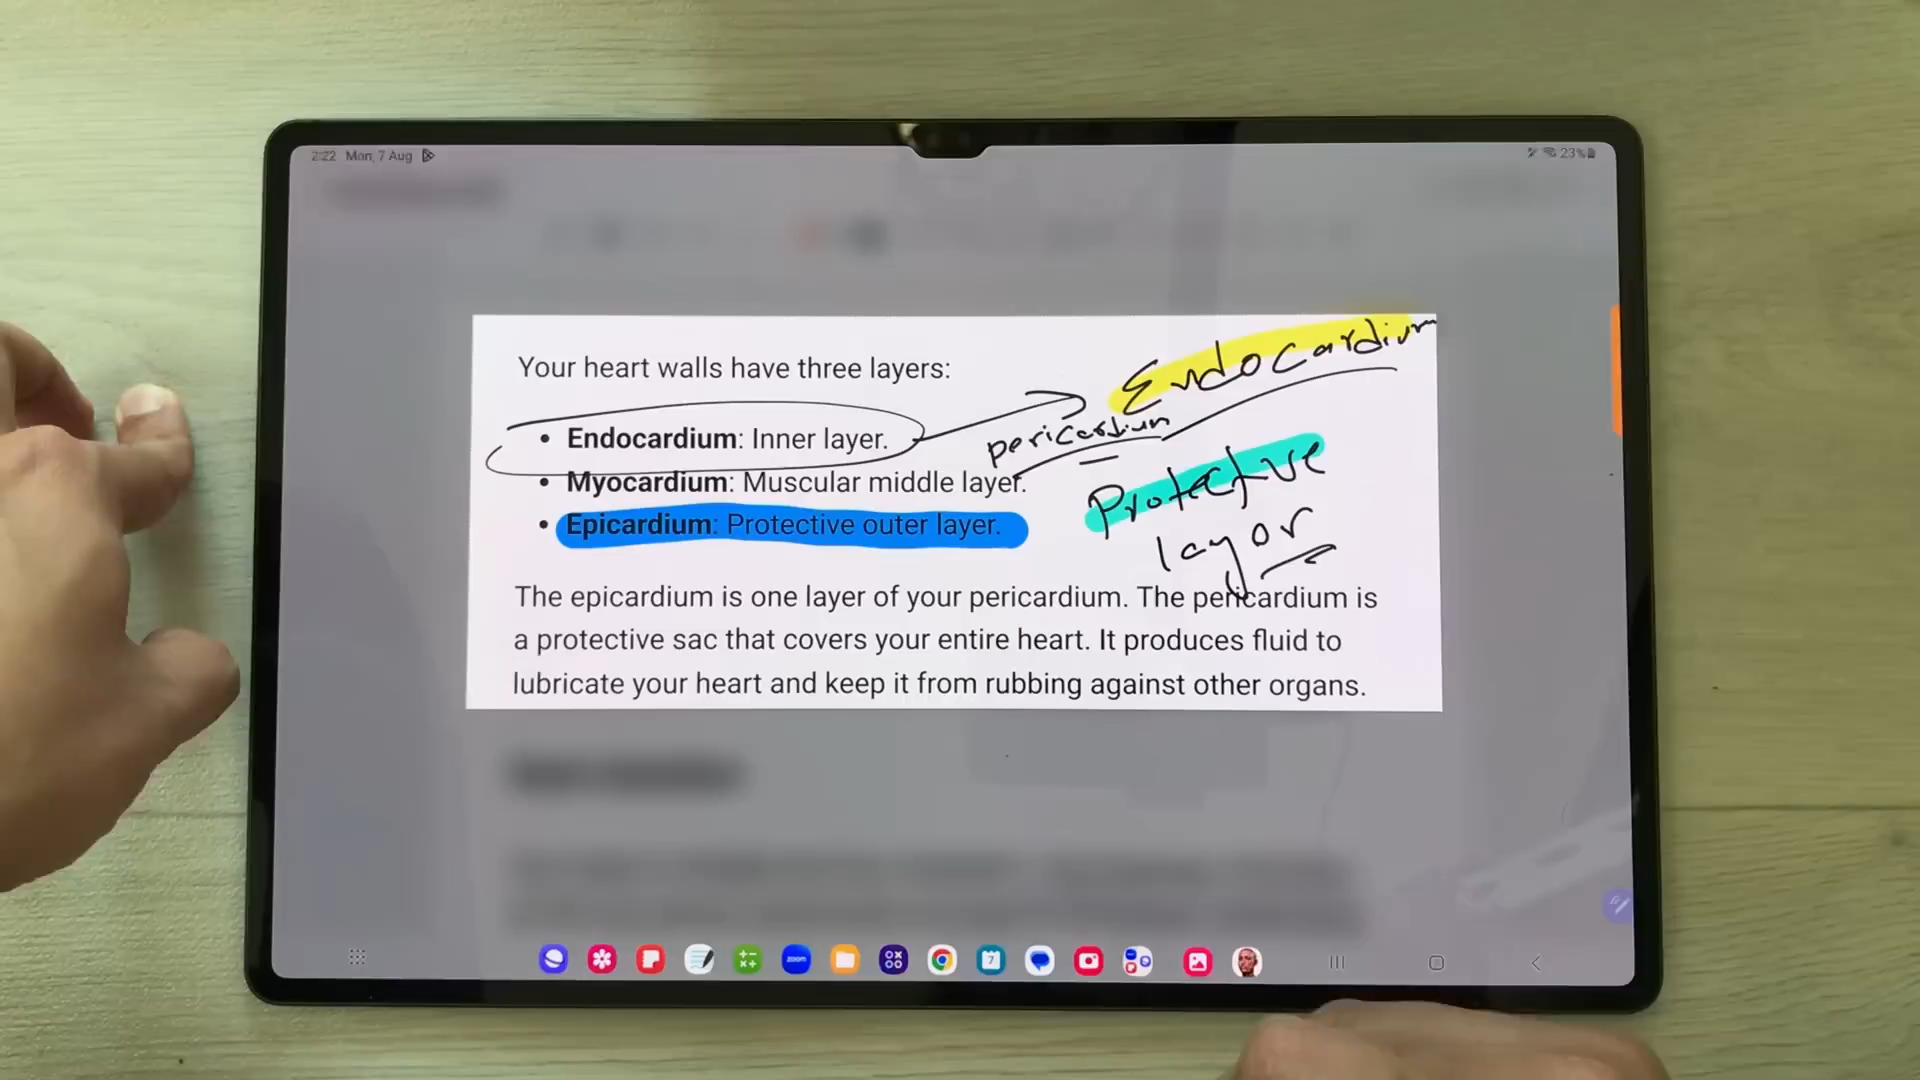 2:22 Mon, 7 Aug
23%
Your heart walls have three layers:
Endocardium
• Endocardium: Inner layer.
pericardium
• Myocardium: Muscular middle layer.
Protective
• Epicardium: Protective outer layer.
layor
The epicardium is one layer of your pericardium. The pericardium is
a protective sac that covers your entire heart. It produces fluid to
lubricate your heart and keep it from rubbing against other organs.
zoom
7